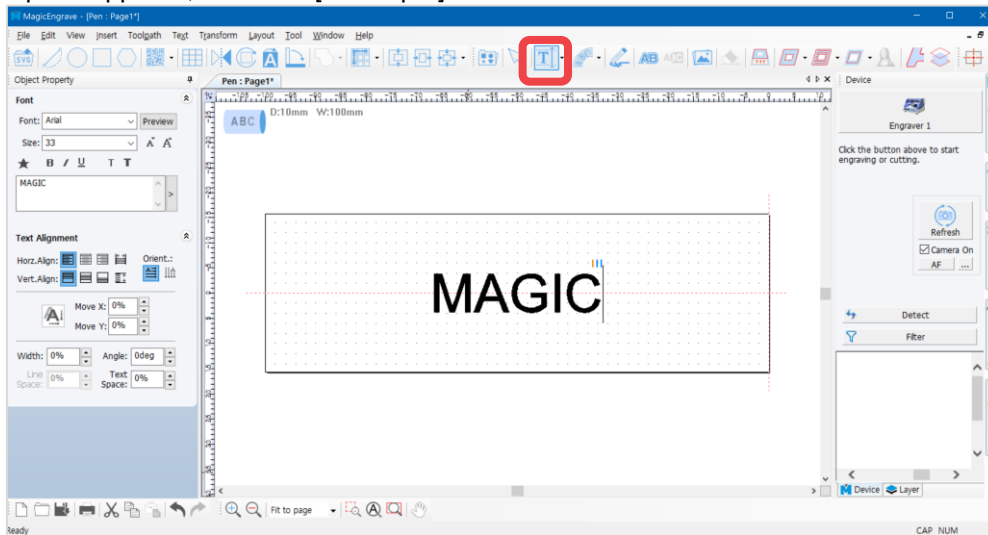 MagicEngrave - [Pen : Page1*]
File Edit View Insert Toolpath Text Transform Layout Tool Window Help
SVG
T
AB
Object Property
Pen : Page1*
Device
Font
Font: Arial Preview
Size: 33
B / U T T
MAGIC
Text Alignment
Horz.Align:
Orient.:
Vert.Align:
Move X: 0%
Move Y: 0%
Width: 0% Angle: 0deg
Line Space: 0% Text Space: 0%
ABC D:10mm W:100mm
MAGIC
Engraver 1
Click the button above to start
engraving or cutting.
Refresh
Camera On
AF ...
Detect
Filter
Device Layer
Fit to page
Ready
CAP NUM